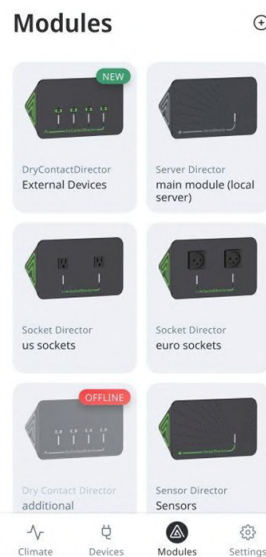 Modules
NEW
DryContactDirector
External Devices
Server Director
main module (local
server)
Socket Director
us sockets
Socket Director
euro sockets
OFFLINE
Dry Contact Director
additional
Sensor Director
Sensors
Climate
Devices
Modules
Settings